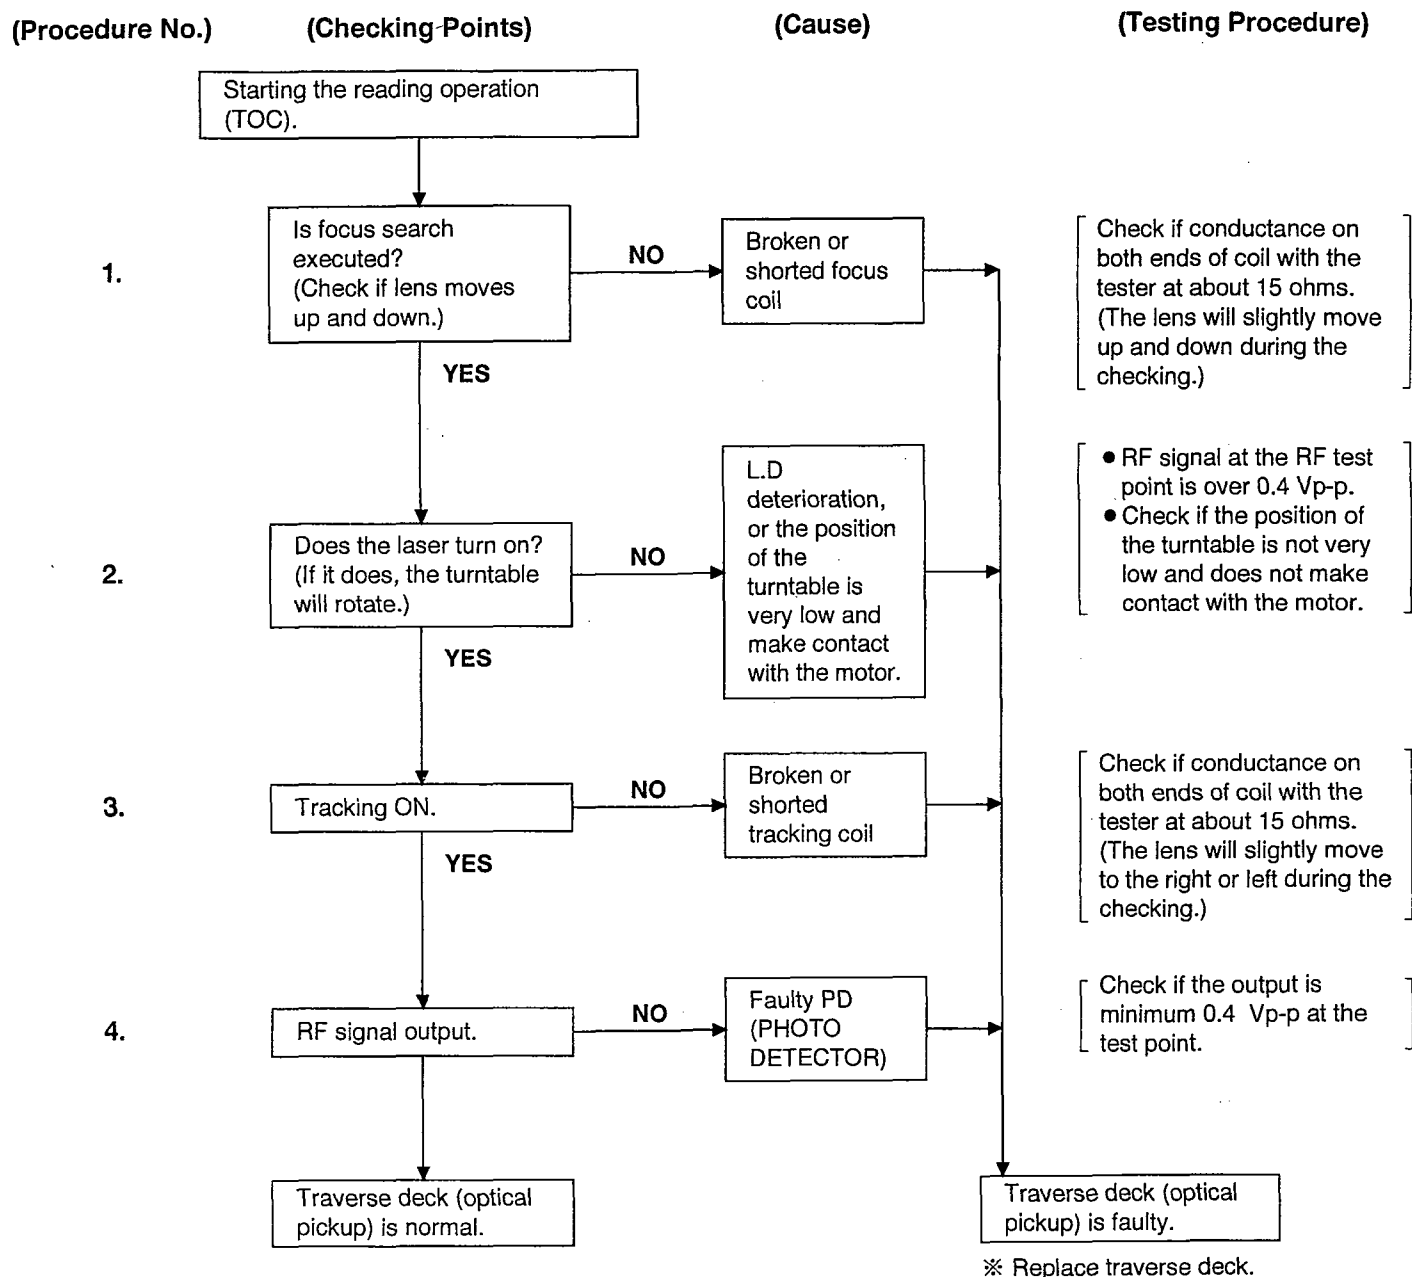 (Procedure No.)
(Checking Points)
(Cause)
(Testing Procedure)
Starting the reading operation
(TOC).
1.
Is focus search
executed?
(Check if lens moves
up and down.)
NO
YES
Broken or
shorted focus
coil
Check if conductance on
both ends of coil with the
tester at about 15 ohms.
(The lens will slightly move
up and down during the
checking.)
2.
Does the laser turn on?
(If it does, the turntable
will rotate.)
NO
YES
L.D
deterioration,
or the position
of the
turntable is
very low and
make contact
with the motor.
● RF signal at the RF test
point is over 0.4 Vp-p.
● Check if the position of
the turntable is not very
low and does not make
contact with the motor.
3.
Tracking ON.
NO
YES
Broken or
shorted
tracking coil
Check if conductance on
both ends of coil with the
tester at about 15 ohms.
(The lens will slightly move
to the right or left during the
checking.)
4.
RF signal output.
NO
Faulty PD
(PHOTO
DETECTOR)
Check if the output is
minimum 0.4 Vp-p at the
test point.
Traverse deck (optical
pickup) is normal.
Traverse deck (optical
pickup) is faulty.
※ Replace traverse deck.